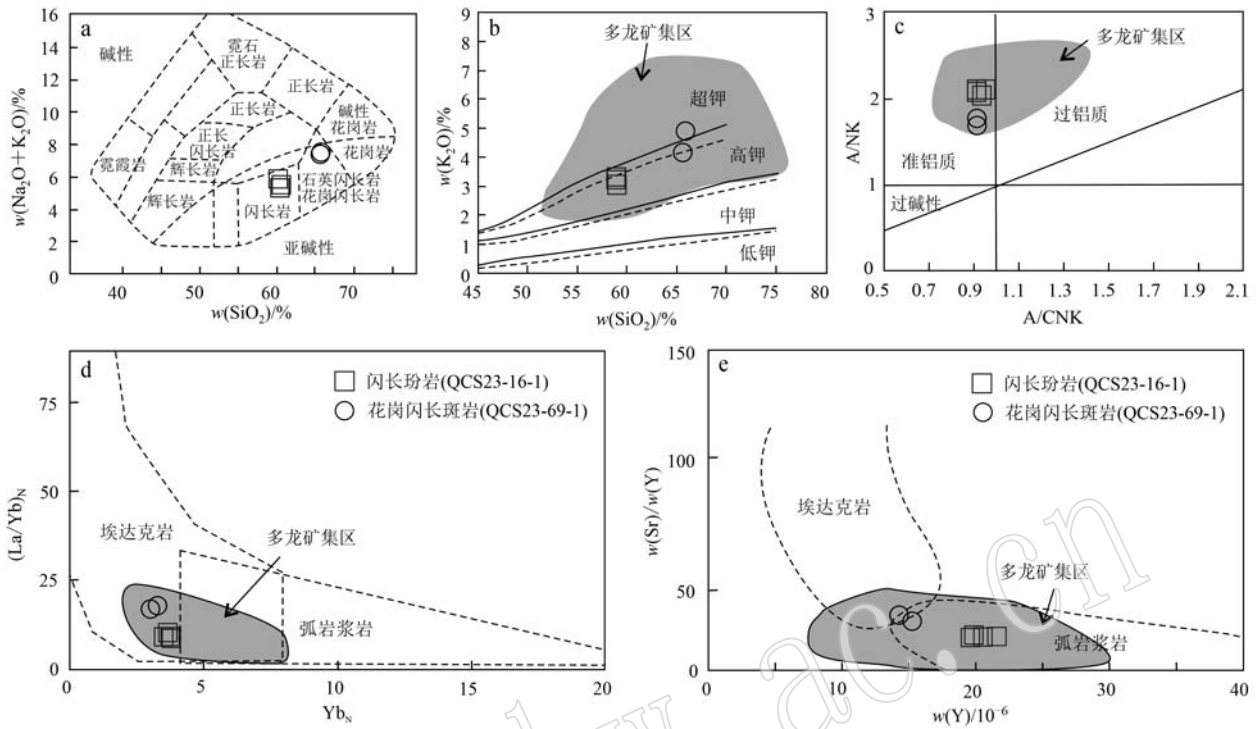 a
碱性
霓石
正长岩
正长岩
正长岩
碱性
花岗岩
花岗岩
正长
闪长岩
霓霞岩
辉长岩
辉长岩
闪长岩
石英闪长岩
花岗闪长岩
亚碱性
w(Na₂O+K₂O)/%
16
14
12
10
8
6
4
2
0
40 50 60 70
w(SiO₂)/%
b
多龙矿集区
超钾
高钾
中钾
低钾
w(K₂O)/%
9
8
7
6
5
4
3
2
1
0
45 50 55 60 65 70 75 80
w(SiO₂)/%
c
多龙矿集区
过铝质
准铝质
过碱性
A/NK
3
2
1
0
0.5 0.7 0.9 1.1 1.3 1.5 1.7 1.9 2.1
A/CNK
d
闪长玢岩(QCS23-16-1)
花岗闪长斑岩(QCS23-69-1)
埃达克岩
多龙矿集区
弧岩浆岩
(La/Yb)N
75
50
25
0
0 5 10 15 20
YbN
e
闪长玢岩(QCS23-16-1)
花岗闪长斑岩(QCS23-69-1)
埃达克岩
多龙矿集区
弧岩浆岩
w(Sr)/w(Y)
150
100
50
0
0 10 20 30 40
w(Y)/10⁻⁶
.ac.cn